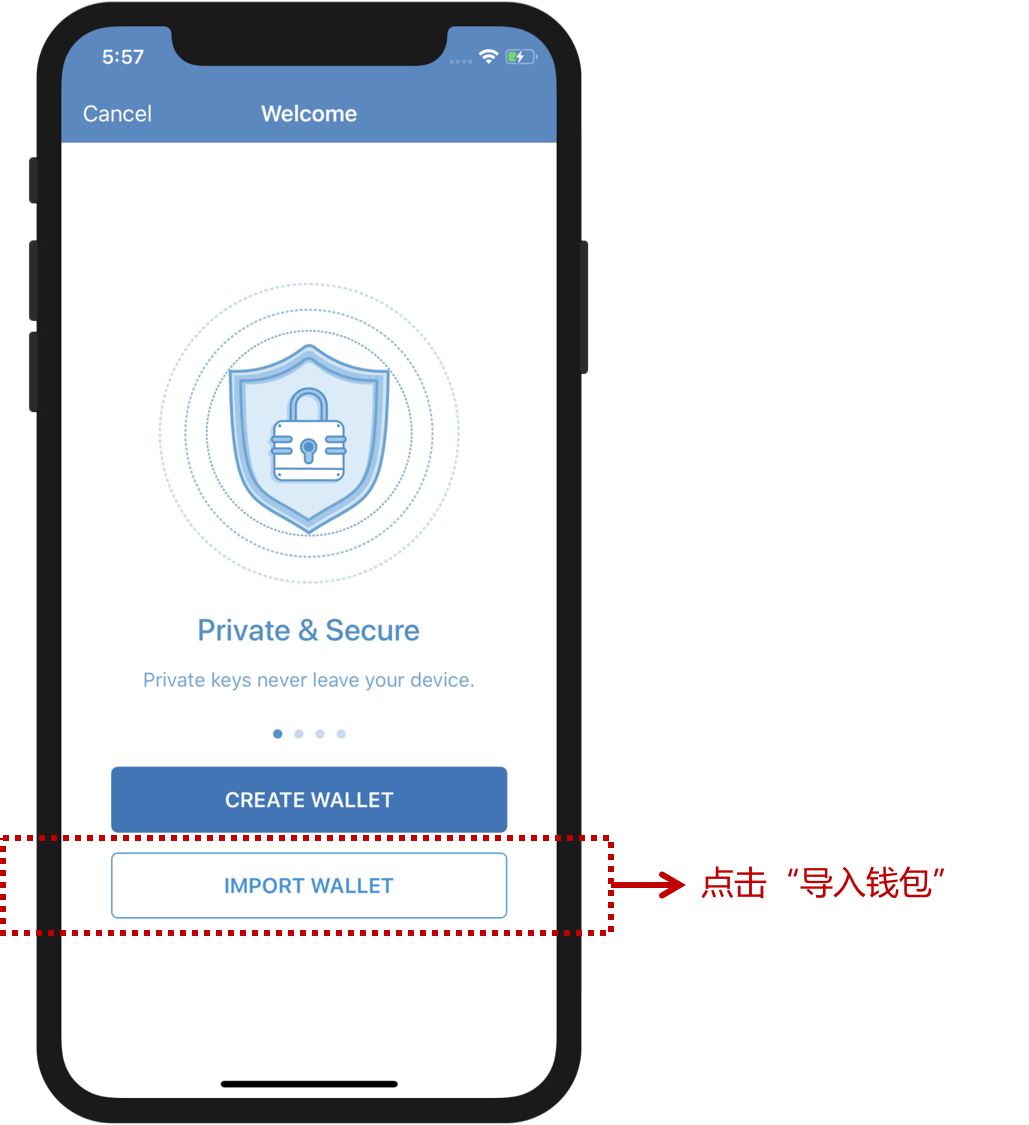 5:57
Cancel
Welcome
Private & Secure
Private keys never leave your device.
CREATE WALLET
IMPORT WALLET
点击“导入钱包”